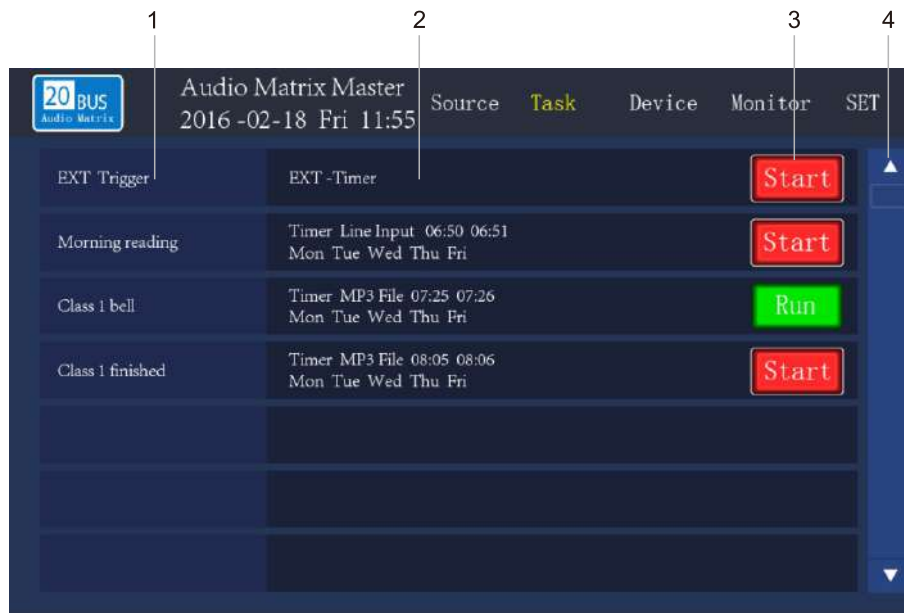 1 2 3 4
20 BUS
Audio Matrix
Audio Matrix Master
2016 -02-18 Fri 11:55
Source Task Device Monitor SET
EXT Trigger EXT -Timer Start
Morning reading Timer Line Input 06:50 06:51
Mon Tue Wed Thu Fri
Start
Class 1 bell Timer MP3 File 07:25 07:26
Mon Tue Wed Thu Fri
Run
Class 1 finished Timer MP3 File 08:05 08:06
Mon Tue Wed Thu Fri
Start